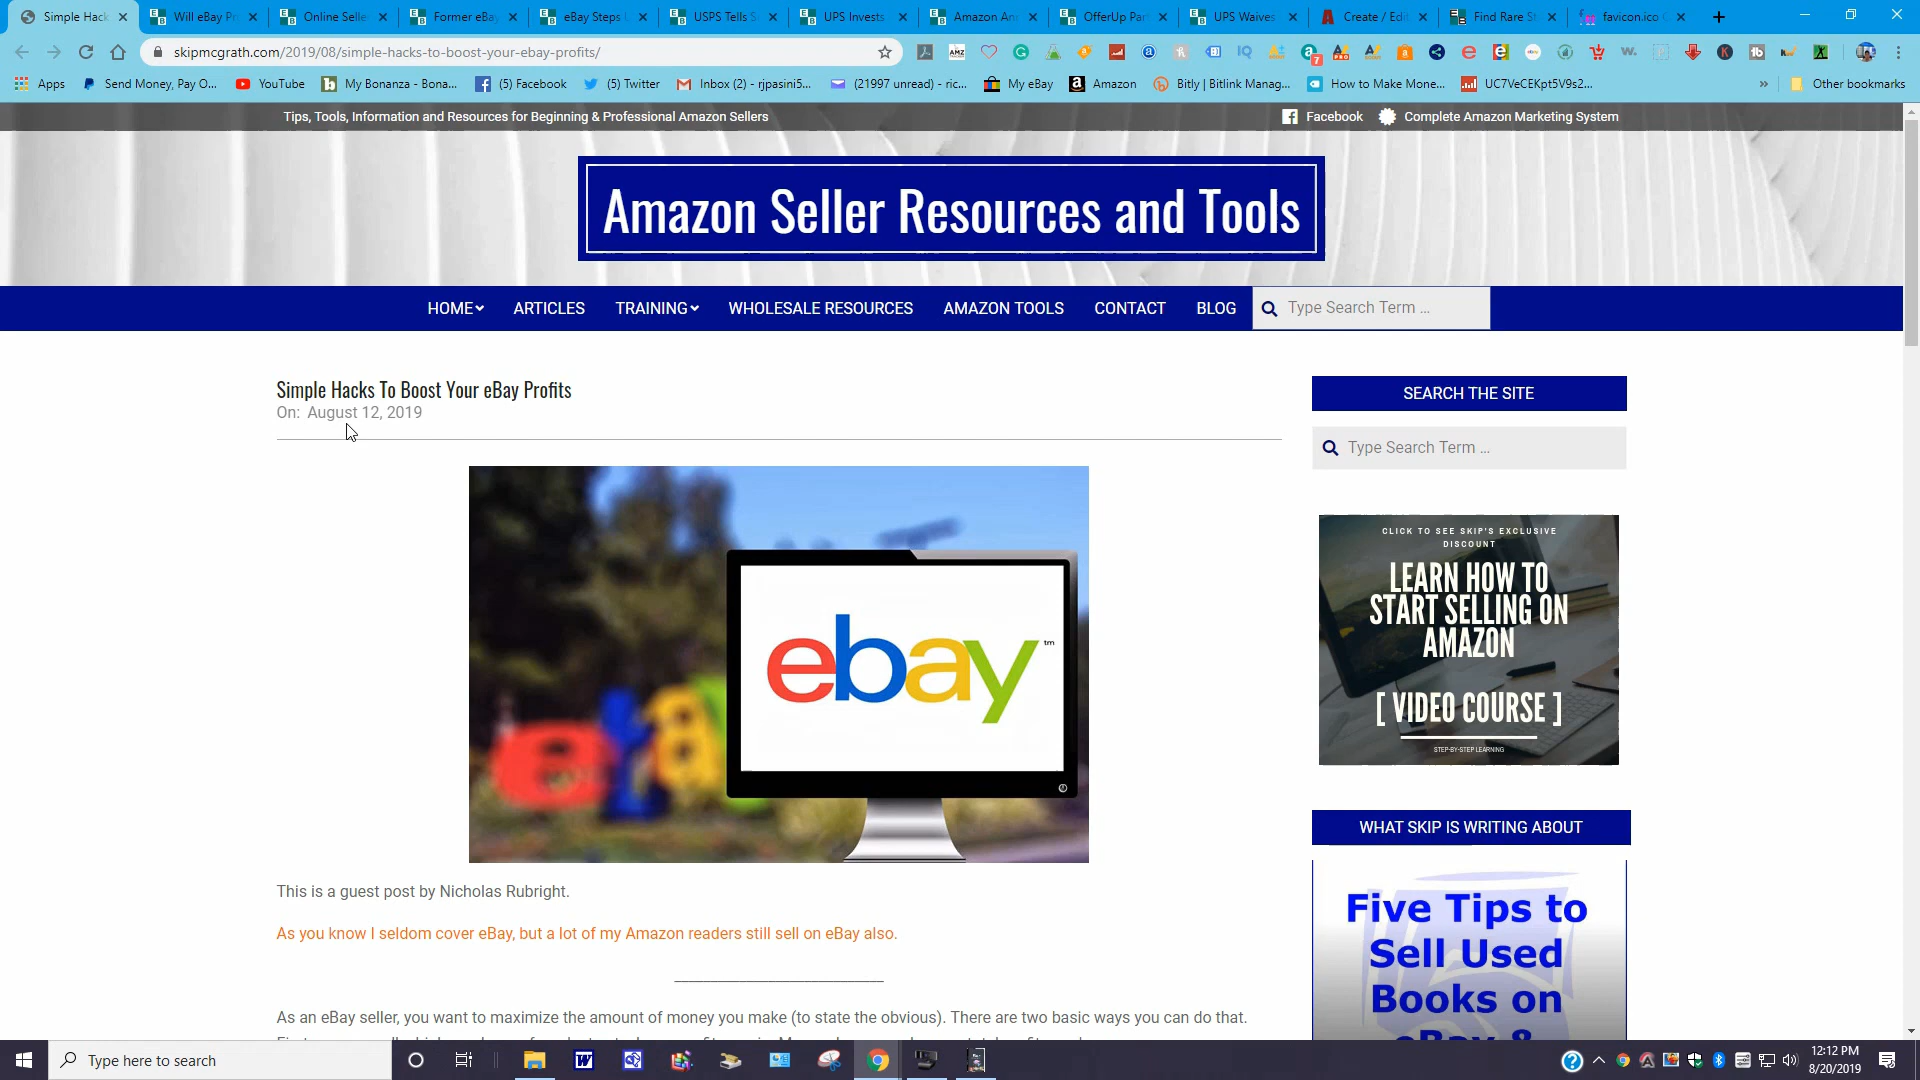 Simple Hack
Will eBay Pr
Online Selle
Former eBay
eBay Steps U
USPS Tells S
UPS Invests
Amazon Ann
OfferUp Part
UPS Waives
Create / Edit
Find Rare St
favicon.ico G
skipmcgrath.com/2019/08/simple-hacks-to-boost-your-ebay-profits/
Apps
Send Money, Pay O...
YouTube
My Bonanza - Bona...
(5) Facebook
(5) Twitter
Inbox (2) - rjpasini5...
(21997 unread) - ric...
My eBay
Amazon
Bitly | Bitlink Manag...
How to Make Mone...
UC7VeCEKpt5V9s2...
Other bookmarks
Tips, Tools, Information and Resources for Beginning & Professional Amazon Sellers
Facebook
Complete Amazon Marketing System
Amazon Seller Resources and Tools
HOME
ARTICLES
TRAINING
WHOLESALE RESOURCES
AMAZON TOOLS
CONTACT
BLOG
Type Search Term ...
Simple Hacks To Boost Your eBay Profits
On: August 12, 2019
ebay™
This is a guest post by Nicholas Rubright.
As you know I seldom cover eBay, but a lot of my Amazon readers still sell on eBay also.
As an eBay seller, you want to maximize the amount of money you make (to state the obvious). There are two basic ways you can do that.
SEARCH THE SITE
Type Search Term ...
CLICK TO SEE SKIP'S EXCLUSIVE
DISCOUNT
LEARN HOW TO
START SELLING ON
AMAZON
[ VIDEO COURSE ]
STEP-BY-STEP LEARNING
WHAT SKIP IS WRITING ABOUT
Five Tips to
Sell Used
Books on
eBay &
Type here to search
12:12 PM
8/20/2019